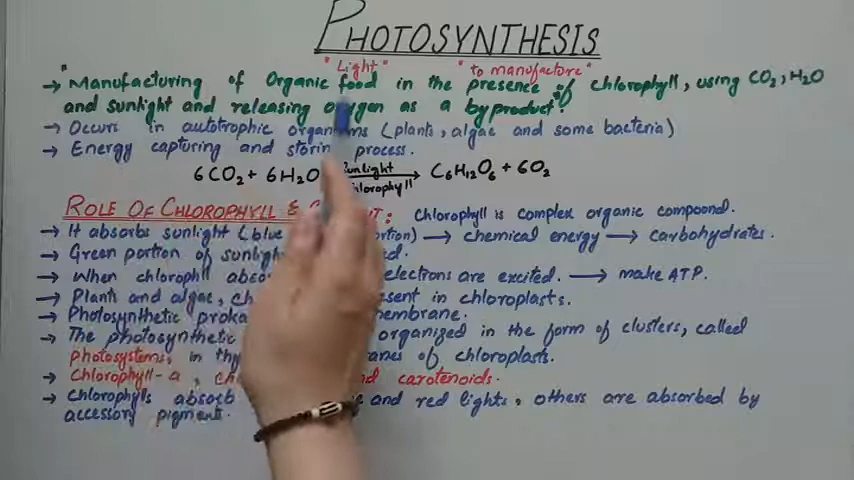 PHOTOSYNTHESIS
"Light" "to manufacture"
→ "Manufacturing of Organic food in the presence of chlorophyll, using CO2, H2O
and sunlight and releasing oxygen as a byproduct".
→ Occurs in autotrophic organisms (plants, algae and some bacteria)
→ Energy capturing and storin process.
6CO2 + 6H2O Sunlight chlorophyll → C6H12O6 + 6O2
ROLE OF CHLOROPHYLL & : Chlorophyll is complex organic compound.
→ It absorbs sunlight (blue → chemical energy → carbohydrates.
→ Green portion of sunligh
→ When chloroph ll abso electrons are excited. → make ATP.
→ Plants and algae, ch esent in chloroplasts.
→ Photosynthetic proka membrane.
→ The photosynthetic organized in the form of clusters, called
photosystems, in thy anes of chloroplasts.
→ Chlorophyll-a, ch nd carotenoids.
→ Chlorophylls absorb and red lights, others are absorbed by
accessory pigments.